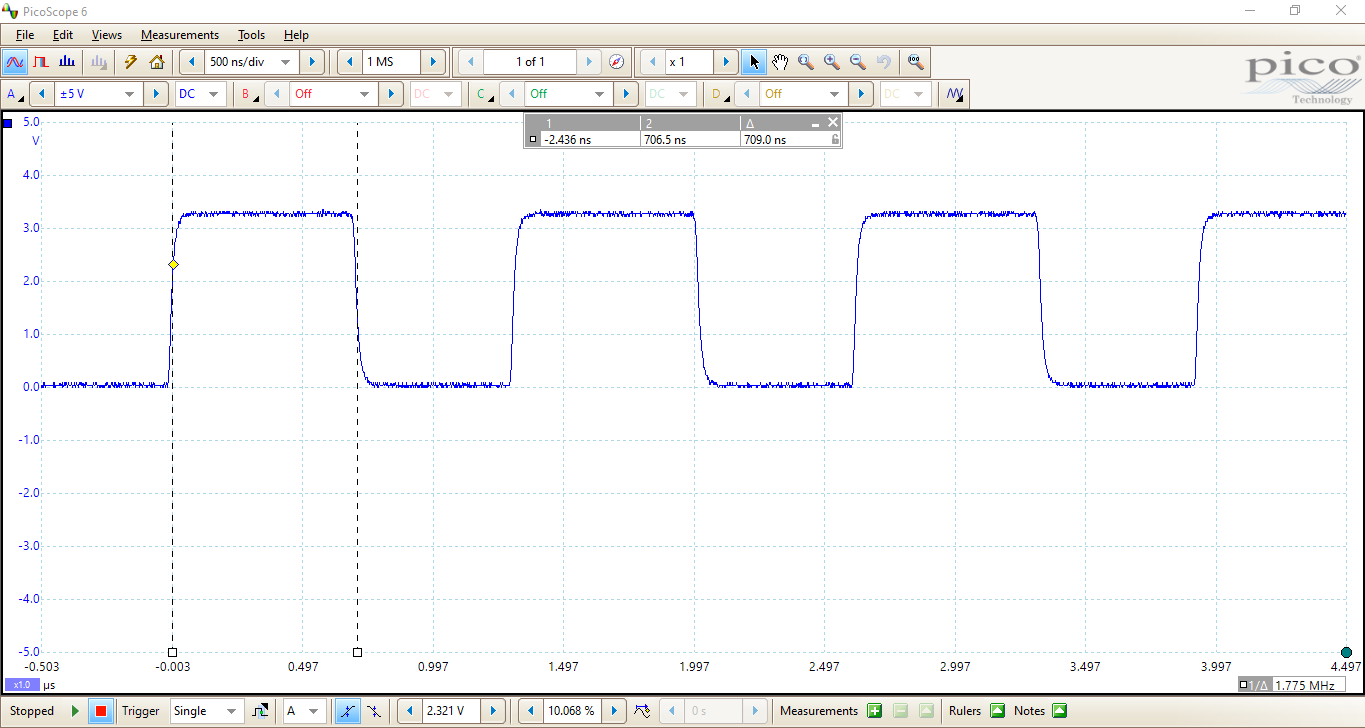 PicoScope 6
File Edit Views Measurements Tools Help
500 ns/div 1 MS 1 of 1 x 1
pico
Technology
A ±5 V DC B Off DC C Off DC D Off DC
1 2 Δ
-2.436 ns 706.5 ns 709.0 ns
5.0
V
4.0
3.0
2.0
1.0
0.0
-1.0
-2.0
-3.0
-4.0
-5.0
-0.503 -0.003 0.497 0.997 1.497 1.997 2.497 2.997 3.497 3.997 4.497
x1.0 µs
1/Δ 1.775 MHz
Stopped Trigger Single A 2.321 V 10.068 % 0 s Measurements Rulers Notes